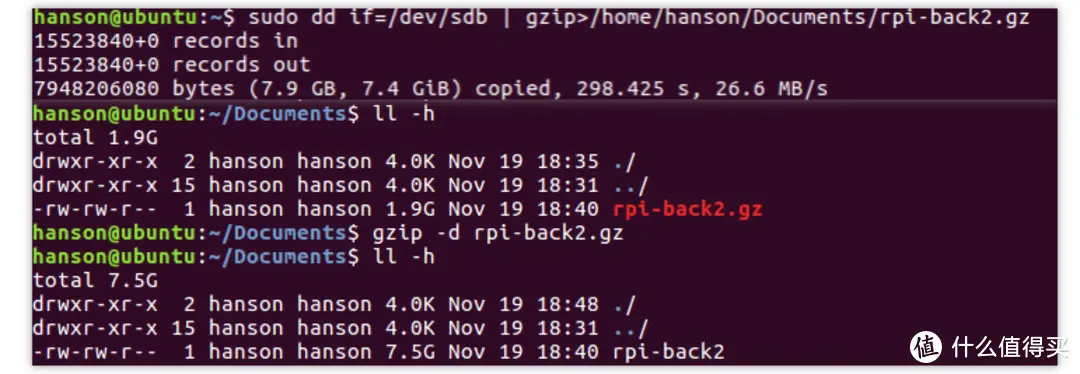 hanson@ubuntu:~$ sudo dd if=/dev/sdb | gzip>/home/hanson/Documents/rpi-back2.gz
15523840+0 records in
15523840+0 records out
7948206080 bytes (7.9 GB, 7.4 GiB) copied, 298.425 s, 26.6 MB/s
hanson@ubuntu:~/Documents$ ll -h
total 1.9G
drwxr-xr-x  2 hanson hanson 4.0K Nov 19 18:35 ./
drwxr-xr-x 15 hanson hanson 4.0K Nov 19 18:31 ../
-rw-rw-r--  1 hanson hanson 1.9G Nov 19 18:40 rpi-back2.gz
hanson@ubuntu:~/Documents$ gzip -d rpi-back2.gz
hanson@ubuntu:~/Documents$ ll -h
total 7.5G
drwxr-xr-x  2 hanson hanson 4.0K Nov 19 18:48 ./
drwxr-xr-x 15 hanson hanson 4.0K Nov 19 18:31 ../
-rw-rw-r--  1 hanson hanson 7.5G Nov 19 18:40 rpi-back2
值 什么值得买